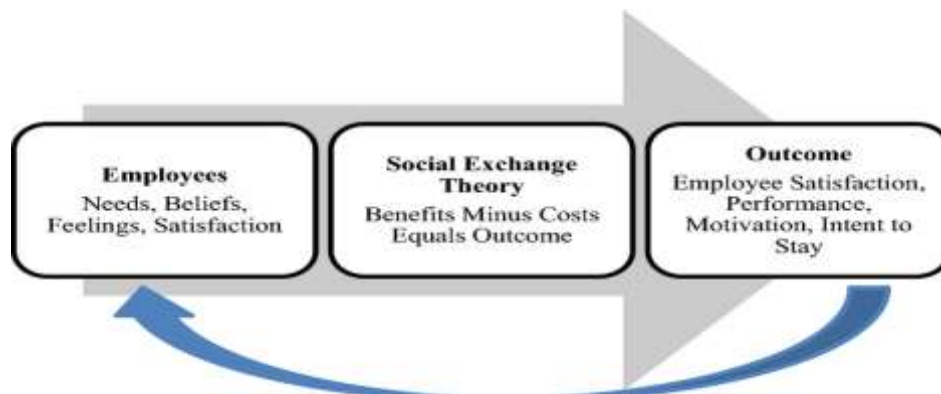 Employees
Needs, Beliefs,
Feelings, Satisfaction
Social Exchange
Theory
Benefits Minus Costs
Equals Outcome
Outcome
Employee Satisfaction,
Performance,
Motivation, Intent to
Stay